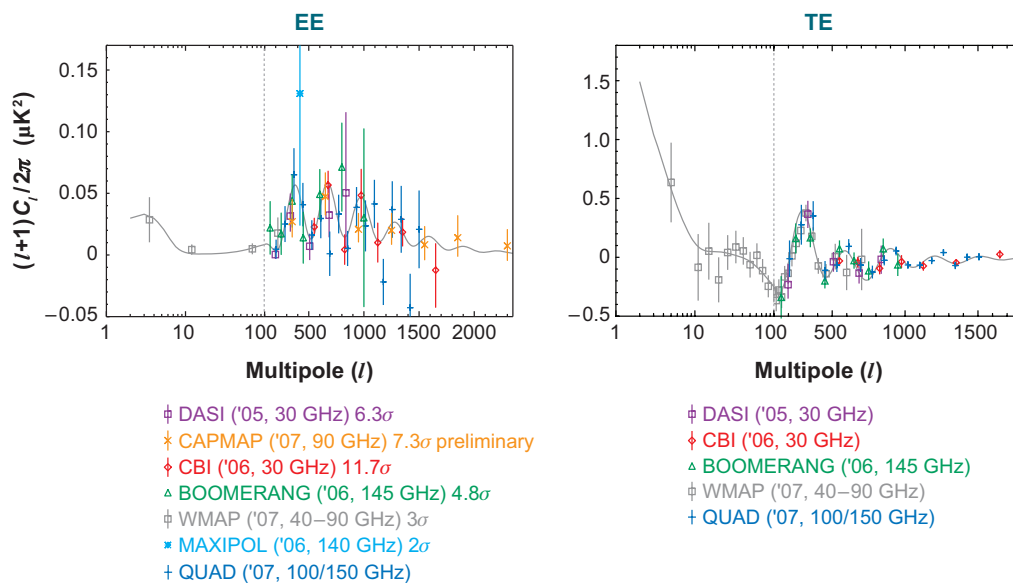 EE
TE
(l+1)C_l/2π (μK²)
0.15
0.10
0.05
0
−0.05
1
10
100
500
1000
1500
2000
Multipole (l)
1.5
1.0
0.5
0
−0.5
1
10
100
500
1000
1500
Multipole (l)
DASI ('05, 30 GHz) 6.3σ
CAPMAP ('07, 90 GHz) 7.3σ preliminary
CBI ('06, 30 GHz) 11.7σ
BOOMERANG ('06, 145 GHz) 4.8σ
WMAP ('07, 40–90 GHz) 3σ
MAXIPOL ('06, 140 GHz) 2σ
QUAD ('07, 100/150 GHz)
DASI ('05, 30 GHz)
CBI ('06, 30 GHz)
BOOMERANG ('06, 145 GHz)
WMAP ('07, 40–90 GHz)
QUAD ('07, 100/150 GHz)